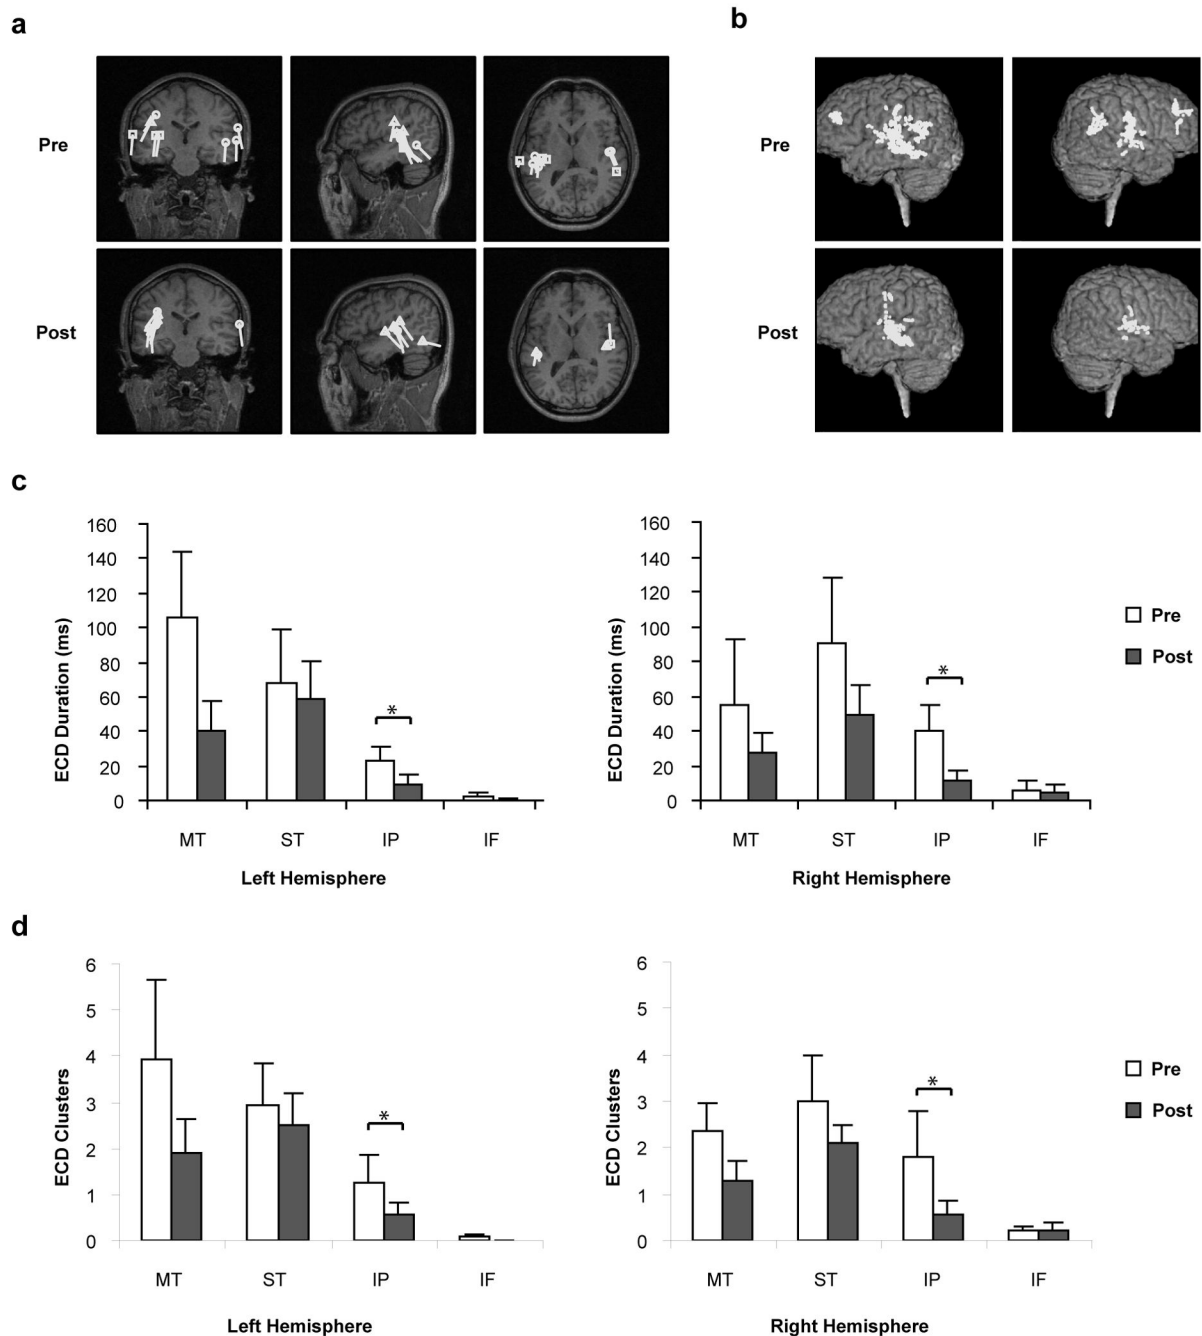 a
b
Pre
Pre
Post
Post
c
160
140
120
100
80
60
40
20
0
ECD Duration (ms)
*
MT ST IP IF
Left Hemisphere
160
140
120
100
80
60
40
20
0
ECD Duration (ms)
*
MT ST IP IF
Right Hemisphere
Pre
Post
d
6
5
4
3
2
1
0
ECD Clusters
*
MT ST IP IF
Left Hemisphere
6
5
4
3
2
1
0
ECD Clusters
*
MT ST IP IF
Right Hemisphere
Pre
Post